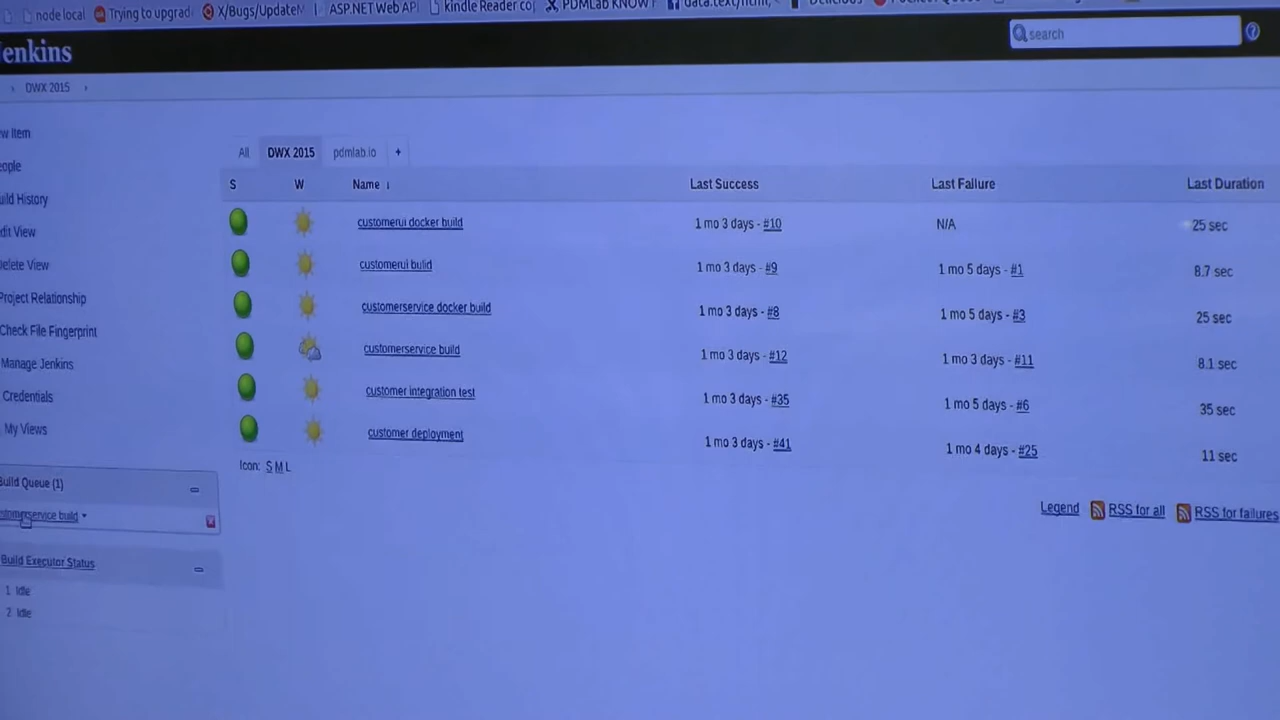 node local Trying to upgrad X/Bugs/Update ASP.NET Web API kindle Reader co PDMLab KNOW data:text/html,
enkins
search
DWX 2015
w Item
eople
uild History
dit View
elete View
Project Relationship
Check File Fingerprint
Manage Jenkins
Credentials
My Views
All DWX 2015 pdmlab.io +
S W Name ↓ Last Success Last Failure Last Duration
customerui docker build 1 mo 3 days - #10 N/A 25 sec
customerui bulid 1 mo 3 days - #9 1 mo 5 days - #1 8.7 sec
customerservice docker build 1 mo 3 days - #8 1 mo 5 days - #3 25 sec
customerservice build 1 mo 3 days - #12 1 mo 3 days - #11 8.1 sec
customer integration test 1 mo 3 days - #35 1 mo 5 days - #6 35 sec
customer deployment 1 mo 3 days - #41 1 mo 4 days - #25 11 sec
Icon: S M L
Legend RSS for all RSS for failures
Build Queue (1)
stomerservice build
Build Executor Status
1 Idle
2 Idle